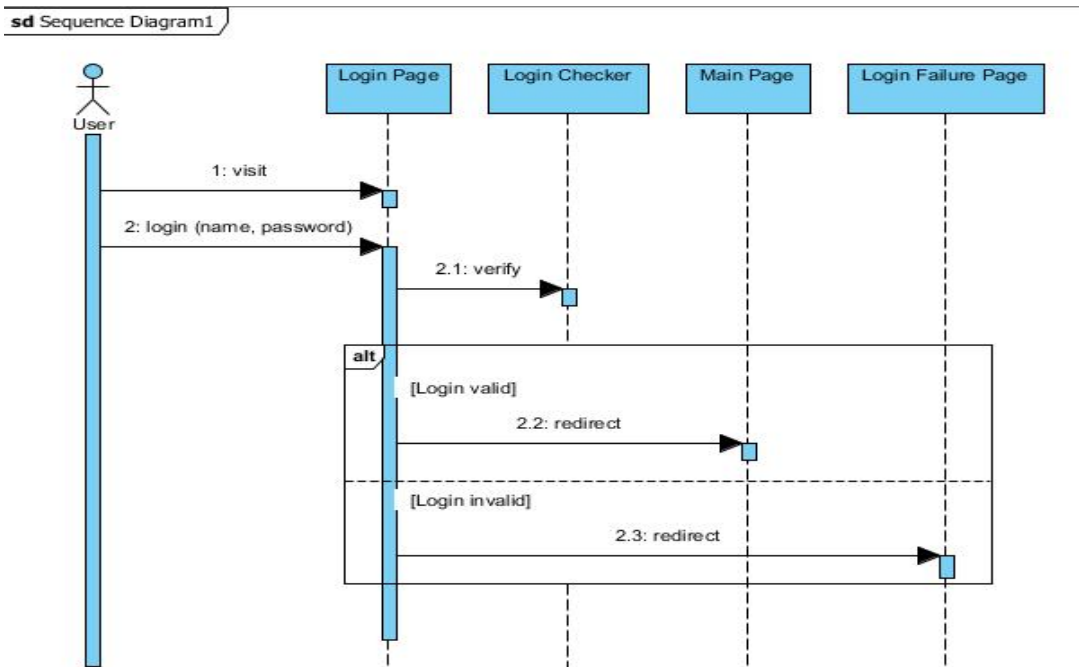 sd Sequence Diagram1
Login Page
Login Checker
Main Page
Login Failure Page
User
1: visit
2: login (name, password)
2.1: verify
alt
[Login valid]
2.2: redirect
[Login invalid]
2.3: redirect